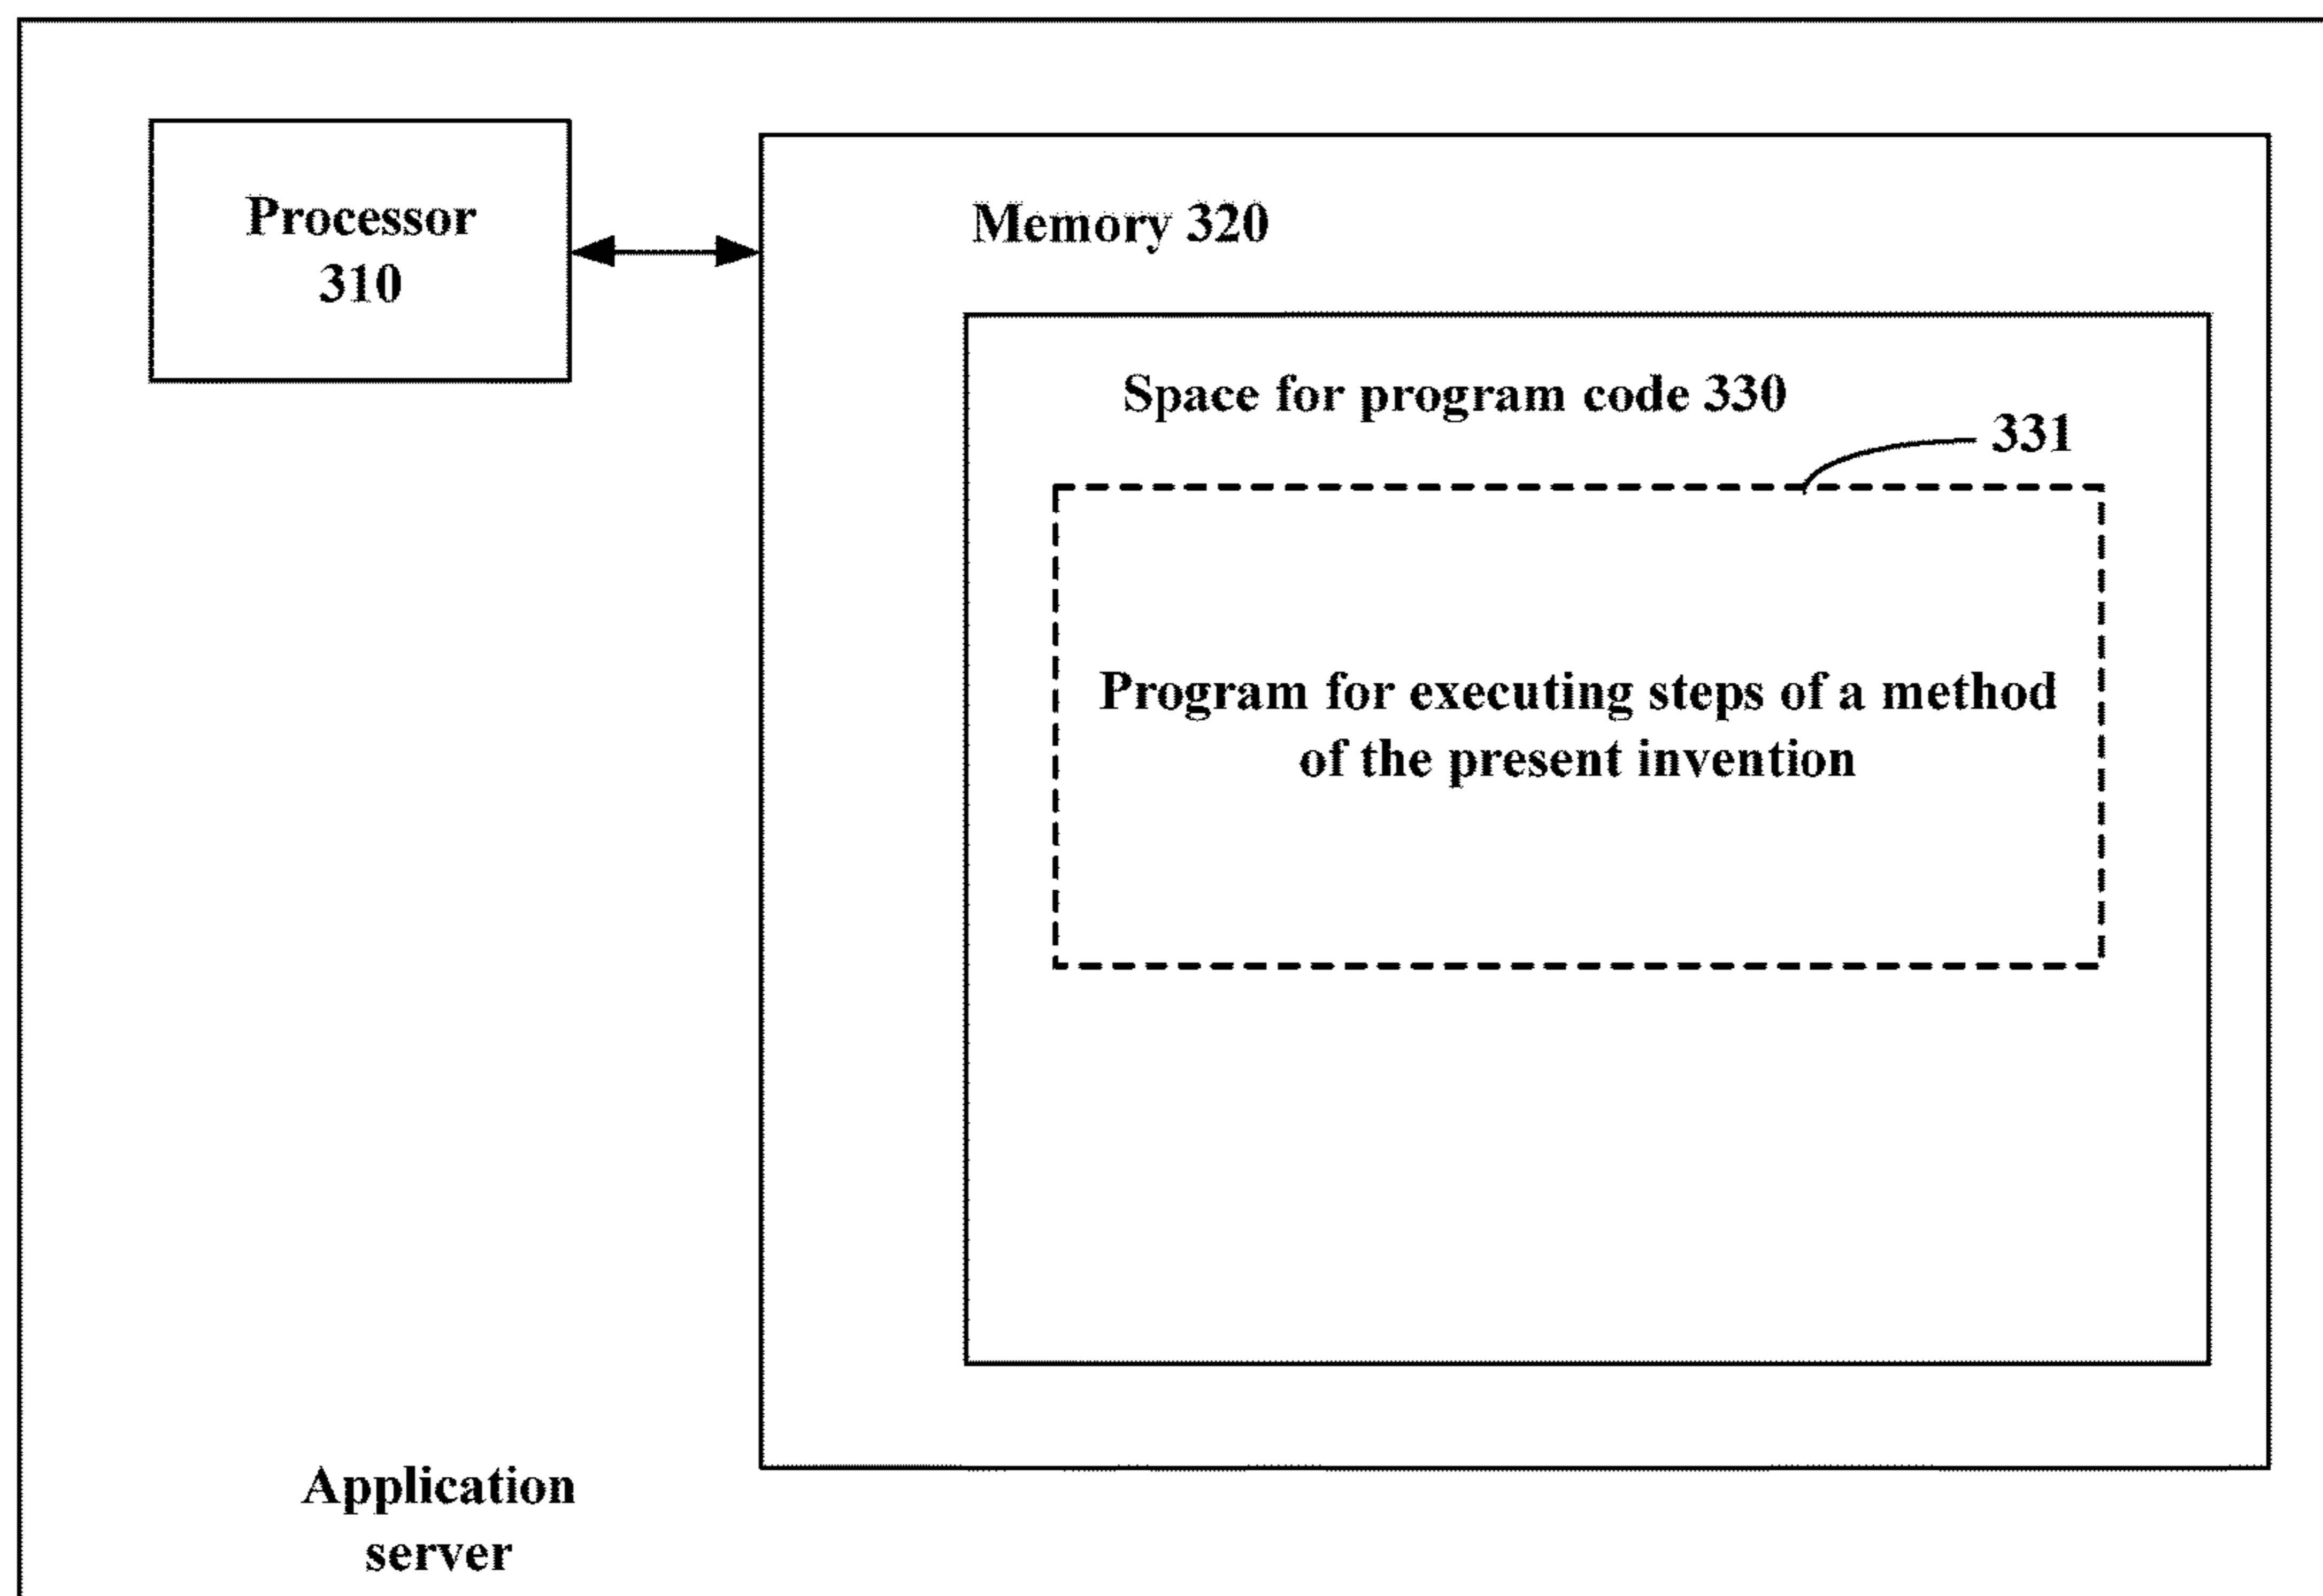 Processor
310
Memory 320
Space for program code 330
331
Program for executing steps of a method
of the present invention
Application
server